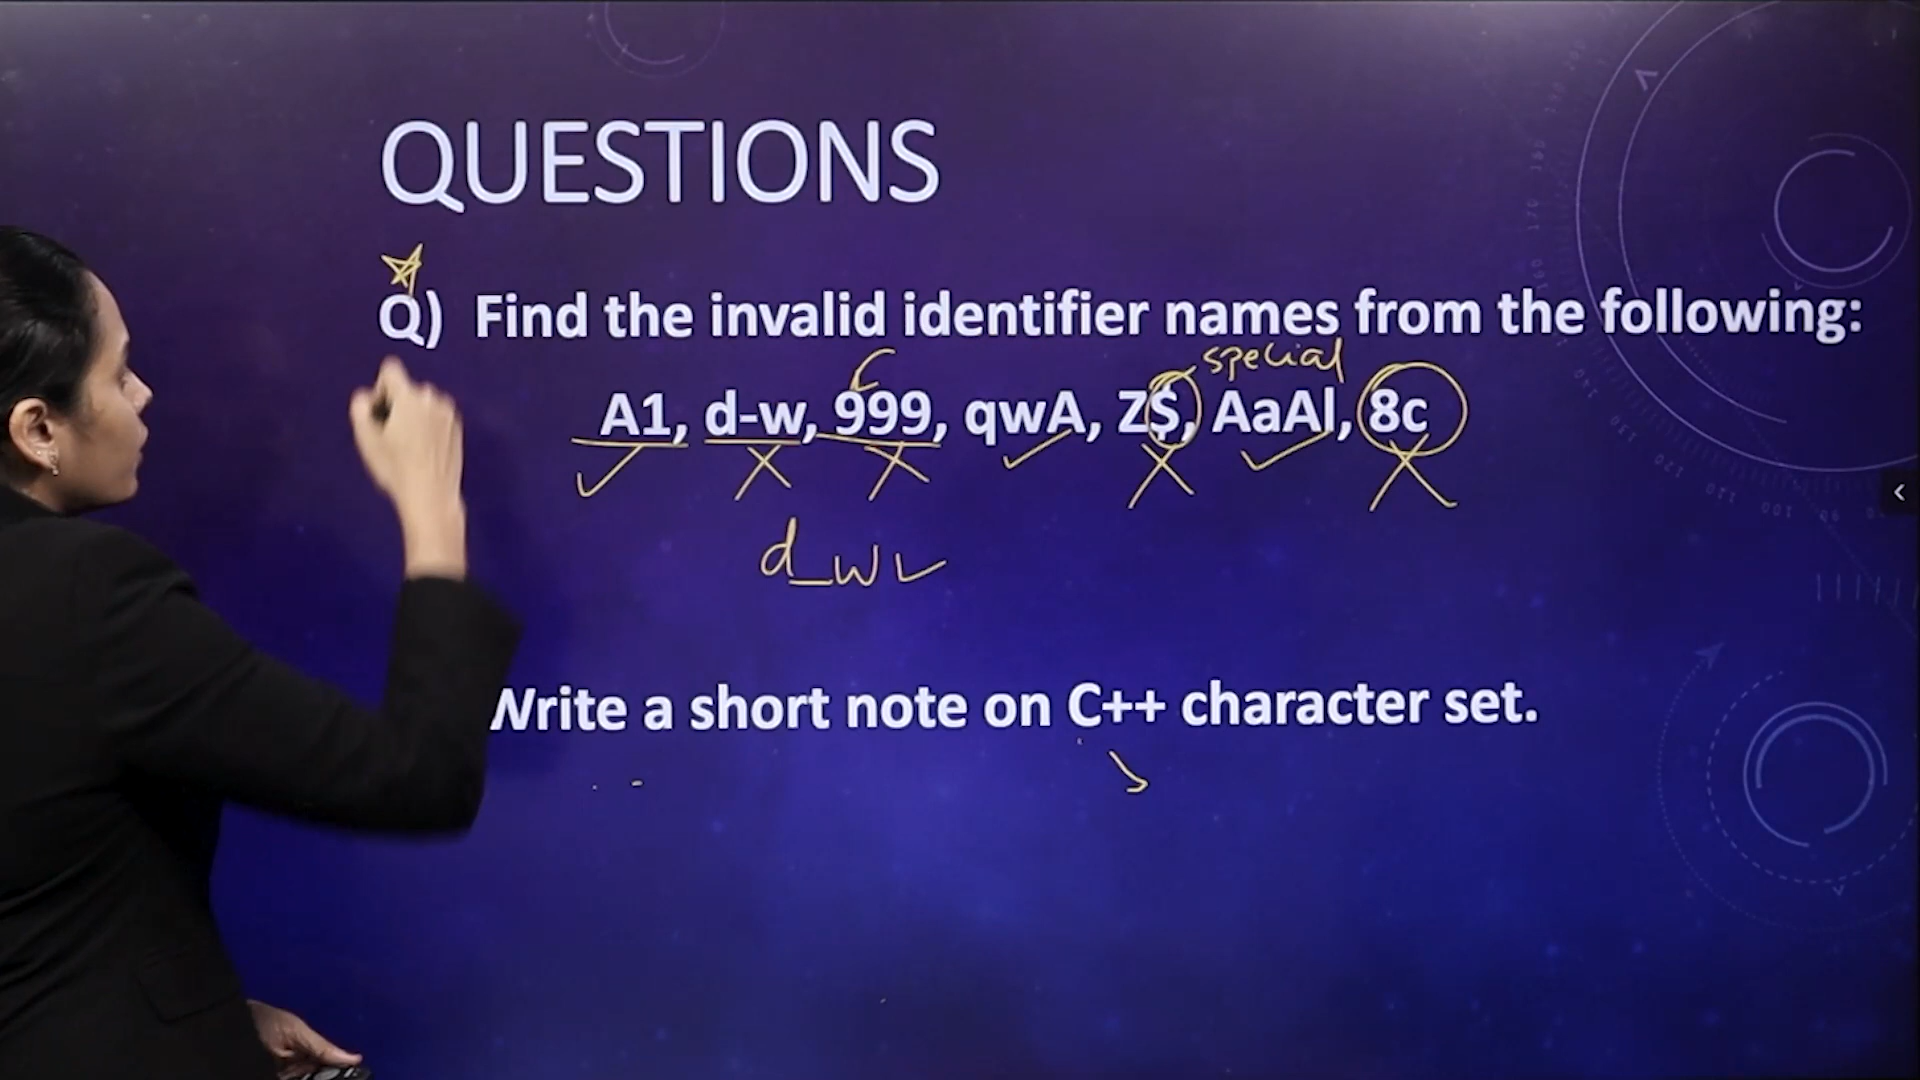 QUESTIONS
Q) Find the invalid identifier names from the following:
special
A1, d-w, 999, qwA, Z$, AaAl, 8c
d_w
Write a short note on C++ character set.